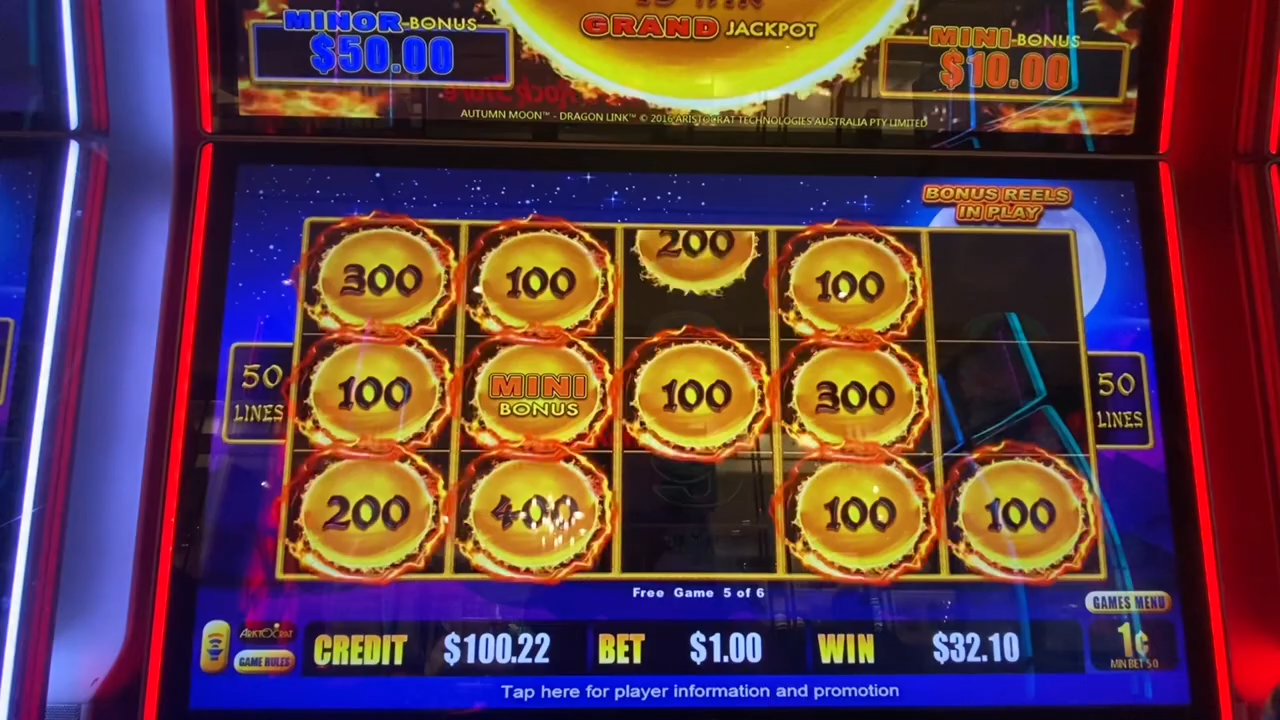 GRAND JACKPOT
MINOR BONUS
$50.00
MINI BONUS
$10.00
AUTUMN MOON™ - DRAGON LINK™ © 2016 ARISTOCRAT TECHNOLOGIES AUSTRALIA PTY LIMITED
BONUS REELS
IN PLAY
300 100 200 100
50 LINES
100 MINI BONUS 100 300
50 LINES
200 400 100 100
Free Game 5 of 6
GAMES MENU
ARISTOCRAT
GAME RULES
CREDIT $100.22 BET $1.00 WIN $32.10
1¢
MIN BET 50
Tap here for player information and promotion